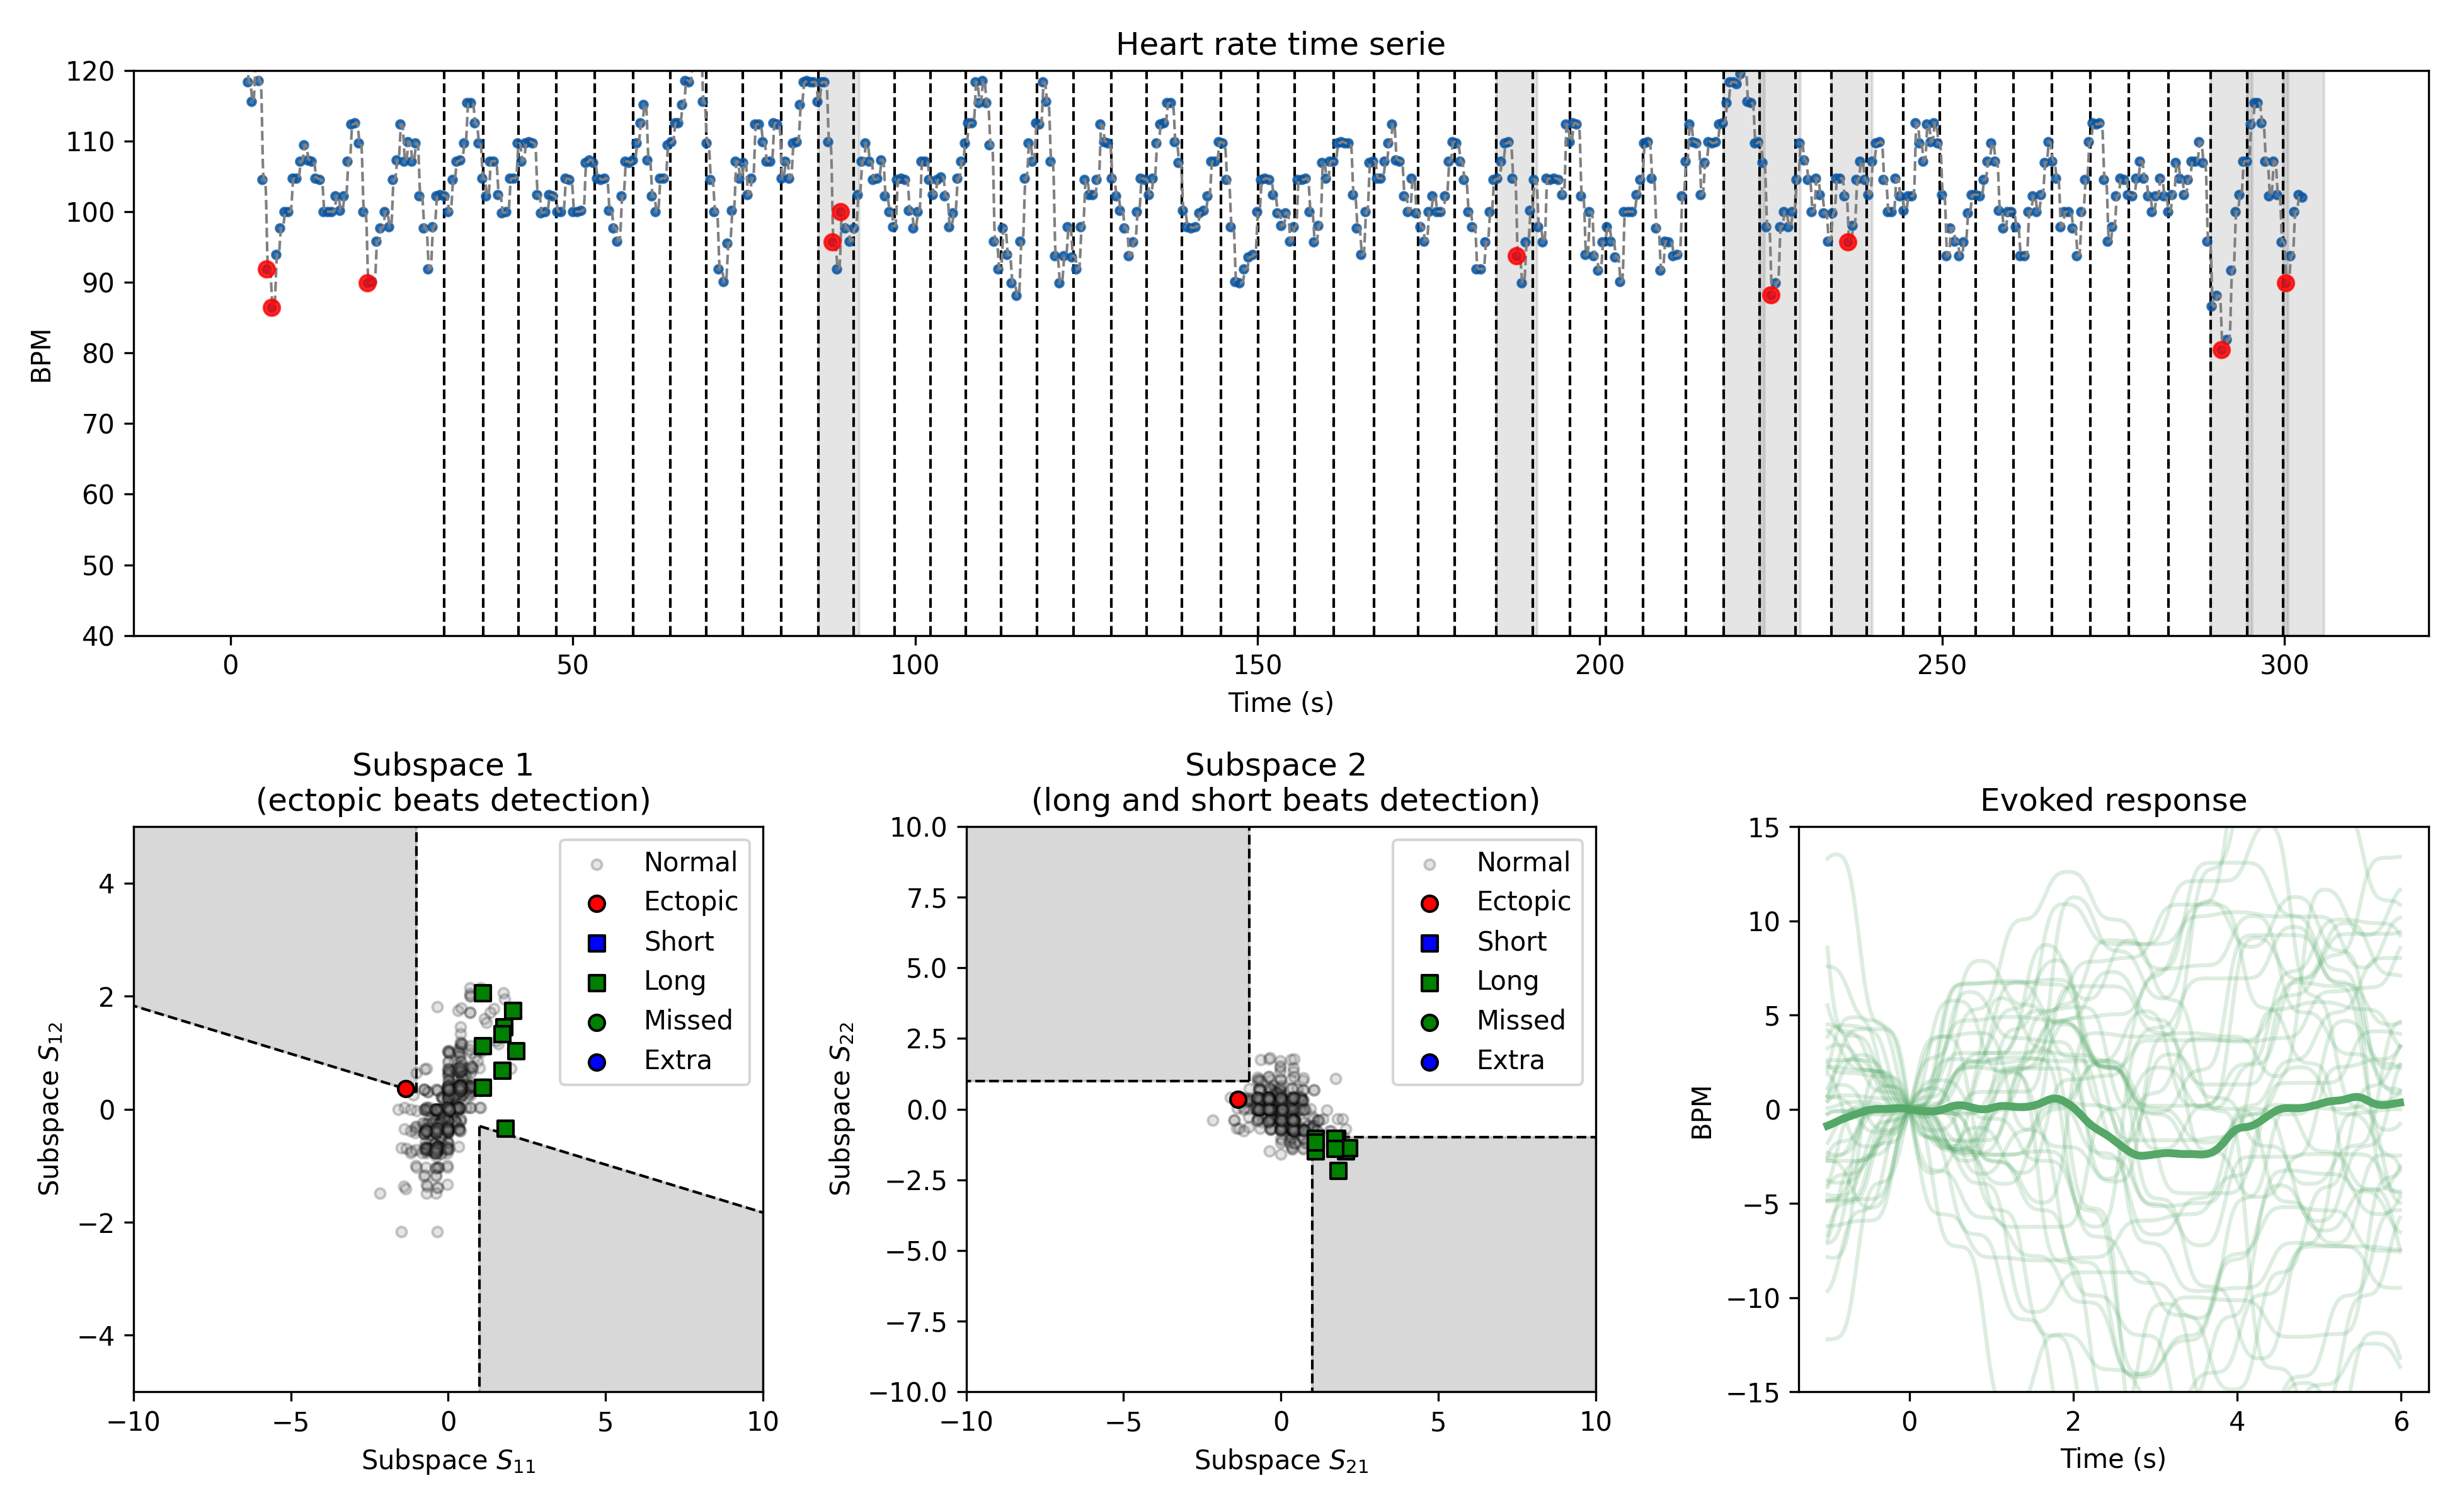 Heart rate time serie
120
110
100
90
80
70
60
50
40
BPM
0 50 100 150 200 250 300
Time (s)
Subspace 1
(ectopic beats detection)
4
2
0
−2
−4
Subspace S12
Normal
Ectopic
Short
Long
Missed
Extra
−10 −5 0 5 10
Subspace S11
Subspace 2
(long and short beats detection)
10.0
7.5
5.0
2.5
0.0
−2.5
−5.0
−7.5
−10.0
Subspace S22
Normal
Ectopic
Short
Long
Missed
Extra
−10 −5 0 5 10
Subspace S21
Evoked response
15
10
5
0
−5
−10
−15
BPM
0 2 4 6
Time (s)